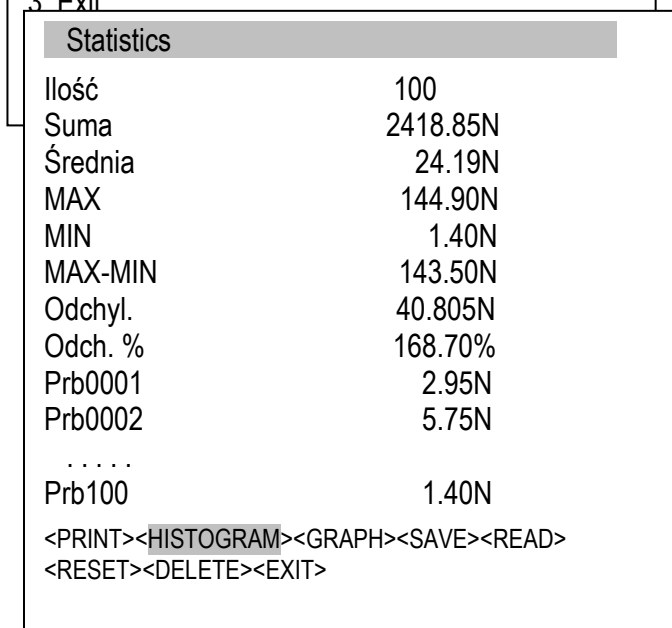 3. Exit
Statistics
Ilość 100
Suma 2418.85N
Średnia 24.19N
MAX 144.90N
MIN 1.40N
MAX-MIN 143.50N
Odchyl. 40.805N
Odch. % 168.70%
Prb0001 2.95N
Prb0002 5.75N
. . . . .
Prb100 1.40N
<PRINT><HISTOGRAM><GRAPH><SAVE><READ>
<RESET><DELETE><EXIT>